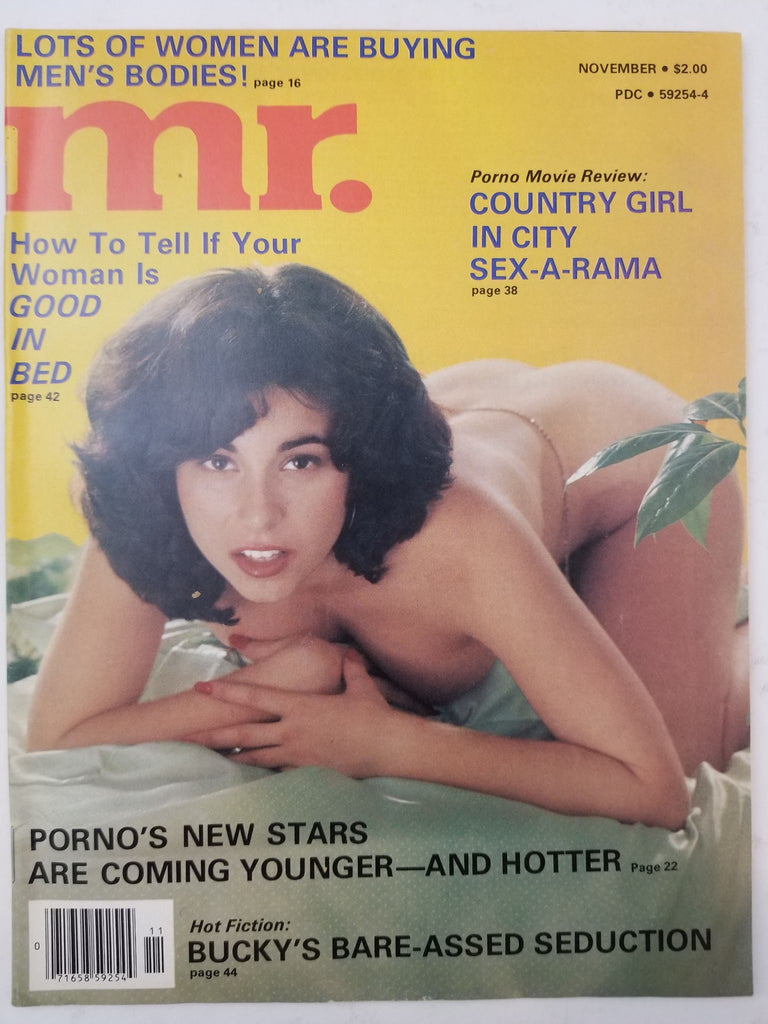 LOTS OF WOMEN ARE BUYING
MEN'S BODIES! page 16
NOVEMBER • $2.00
PDC • 59254-4
mr.
Porno Movie Review:
COUNTRY GIRL
IN CITY
SEX-A-RAMA
page 38
How To Tell If Your
Woman Is
GOOD
IN
BED
page 42
PORNO'S NEW STARS
ARE COMING YOUNGER—AND HOTTER Page 22
Hot Fiction:
BUCKY'S BARE-ASSED SEDUCTION
page 44
11
0
71658 59254